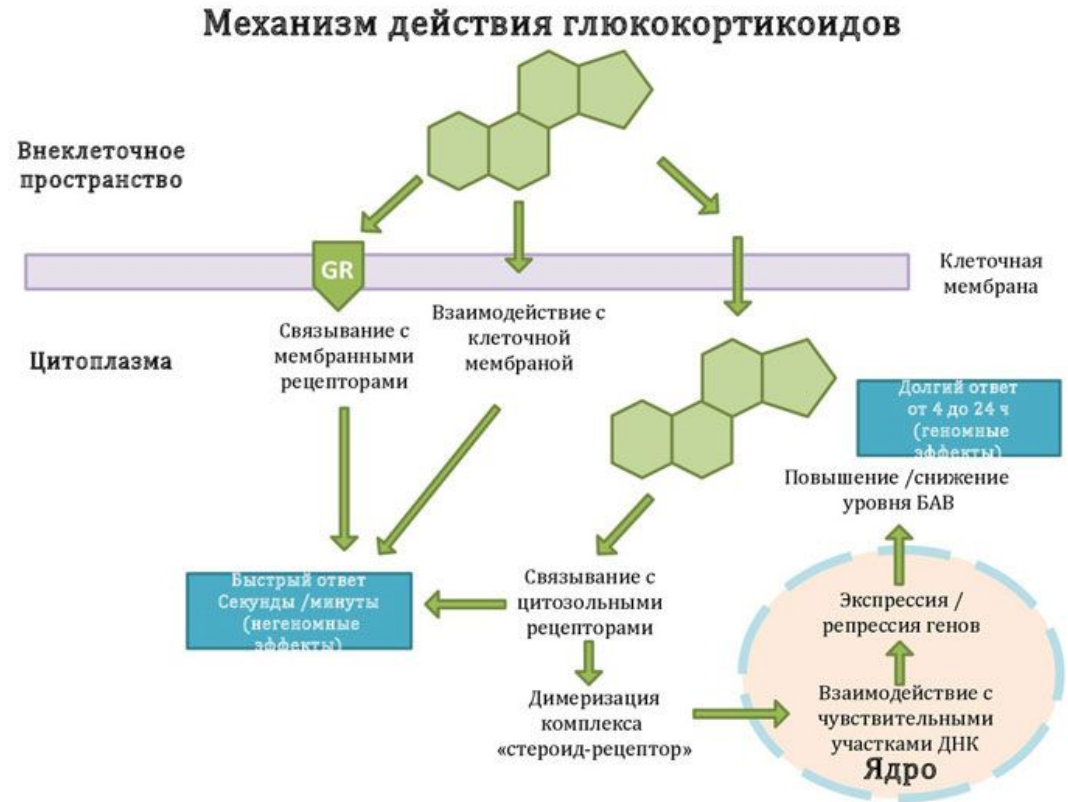 Механизм действия глюкокортикоидов
Внеклеточное
пространство
GR
Клеточная
мембрана
Цитоплазма
Связывание с
мембранными
рецепторами
Взаимодействие с
клеточной
мембраной
Долгий ответ
от 4 до 24 ч
(геномные
эффекты)
Повышение /снижение
уровня БАВ
Быстрый ответ
Секунды /минуты
(негеномные
эффекты)
Связывание с
цитозольными
рецепторами
Экспрессия /
репрессия генов
Димеризация
комплекса
«стероид-рецептор»
Взаимодействие с
чувствительными
участками ДНК
Ядро